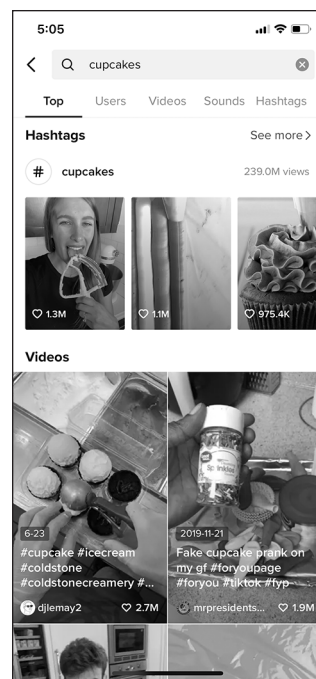 5:05
cupcakes
Top Users Videos Sounds Hashtags
Hashtags See more >
# cupcakes 239.0M views
1.3M 1.1M 975.4K
Videos
Sprinkles
6-23
#cupcake #icecream
#coldstone
#coldstonecreamery #...
djlemay2 2.7M
2019-11-21
Fake cupcake prank on
my gf #foryoupage
#foryou #tiktok #fyp
mrpresidents... 1.9M